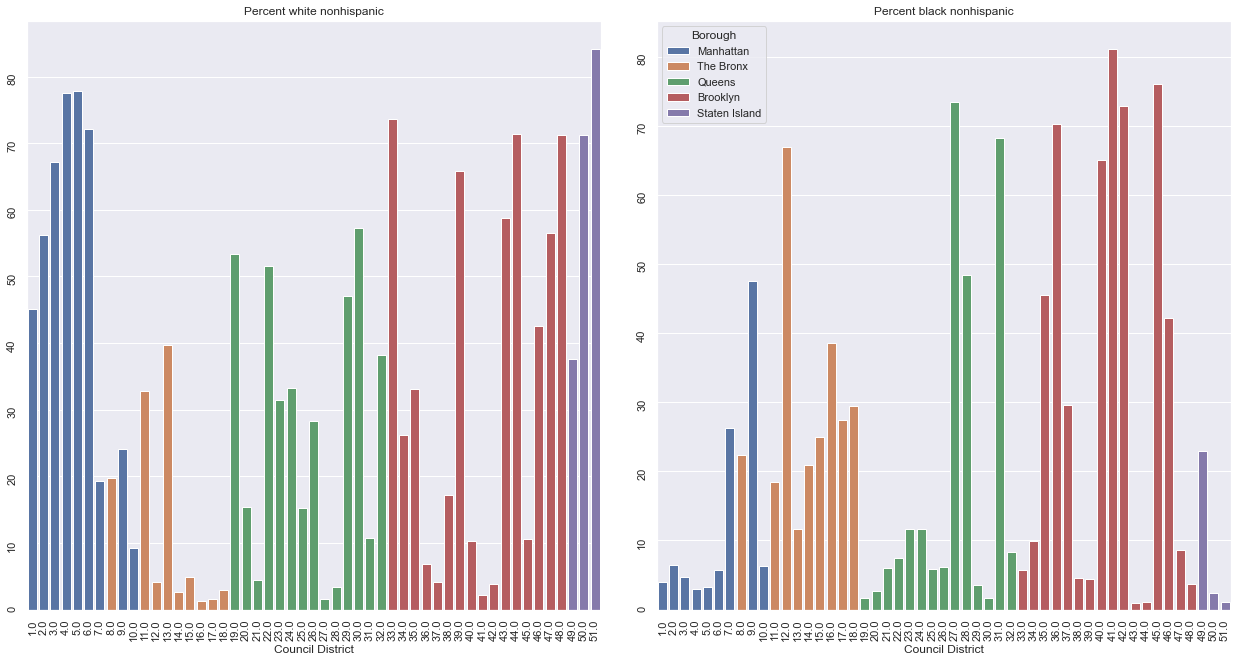 Percent white nonhispanic
80
70
60
50
40
30
20
10
0
1.0 2.0 3.0 4.0 5.0 6.0 7.0 8.0 9.0 10.0 11.0 12.0 13.0 14.0 15.0 16.0 17.0 18.0 19.0 20.0 21.0 22.0 23.0 24.0 25.0 26.0 27.0 28.0 29.0 30.0 31.0 32.0 33.0 34.0 35.0 36.0 37.0 38.0 39.0 40.0 41.0 42.0 43.0 44.0 45.0 46.0 47.0 48.0 49.0 50.0 51.0
Council District
Percent black nonhispanic
Borough
Manhattan
The Bronx
Queens
Brooklyn
Staten Island
80
70
60
50
40
30
20
10
0
1.0 2.0 3.0 4.0 5.0 6.0 7.0 8.0 9.0 10.0 11.0 12.0 13.0 14.0 15.0 16.0 17.0 18.0 19.0 20.0 21.0 22.0 23.0 24.0 25.0 26.0 27.0 28.0 29.0 30.0 31.0 32.0 33.0 34.0 35.0 36.0 37.0 38.0 39.0 40.0 41.0 42.0 43.0 44.0 45.0 46.0 47.0 48.0 49.0 50.0 51.0
Council District